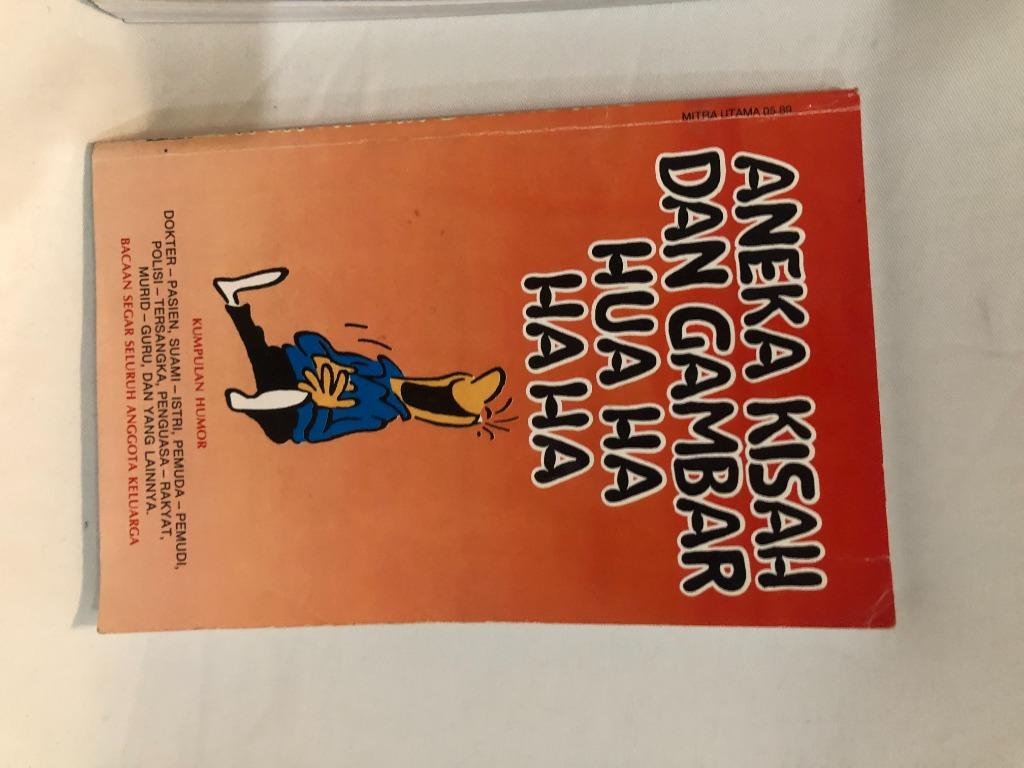 MITRA UTAMA 05.89
ANEKA KISAH
DAN GAMBAR
HUA HA
HA HA
KUMPULAN HUMOR
DOKTER – PASIEN, SUAMI – ISTRI, PEMUDA – PEMUDI,
POLISI – TERSANGKA, PENGUASA – RAKYAT,
MURID – GURU, DAN YANG LAINNYA.
BACAAN SEGAR SELURUH ANGGOTA KELUARGA